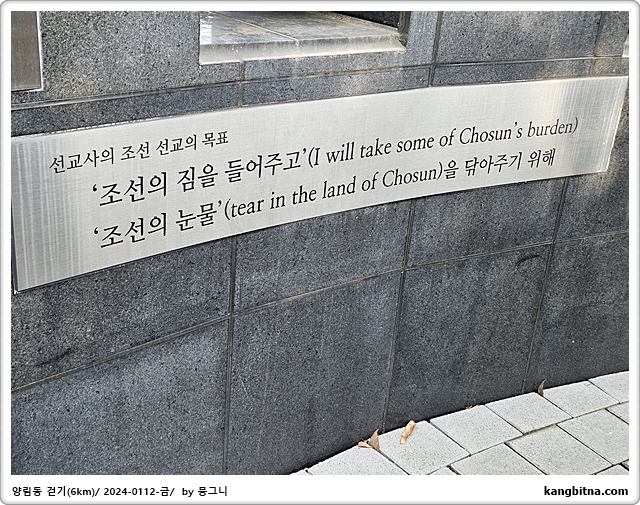 선교사의 조선 선교의 목표
‘조선의 짐을 들어주고’(I will take some of Chosun’s burden)
‘조선의 눈물’(tear in the land of Chosun)을 닦아주기 위해
양림동 걷기(6km)/ 2024-0112-금/ by 몽그니
kangbitna.com